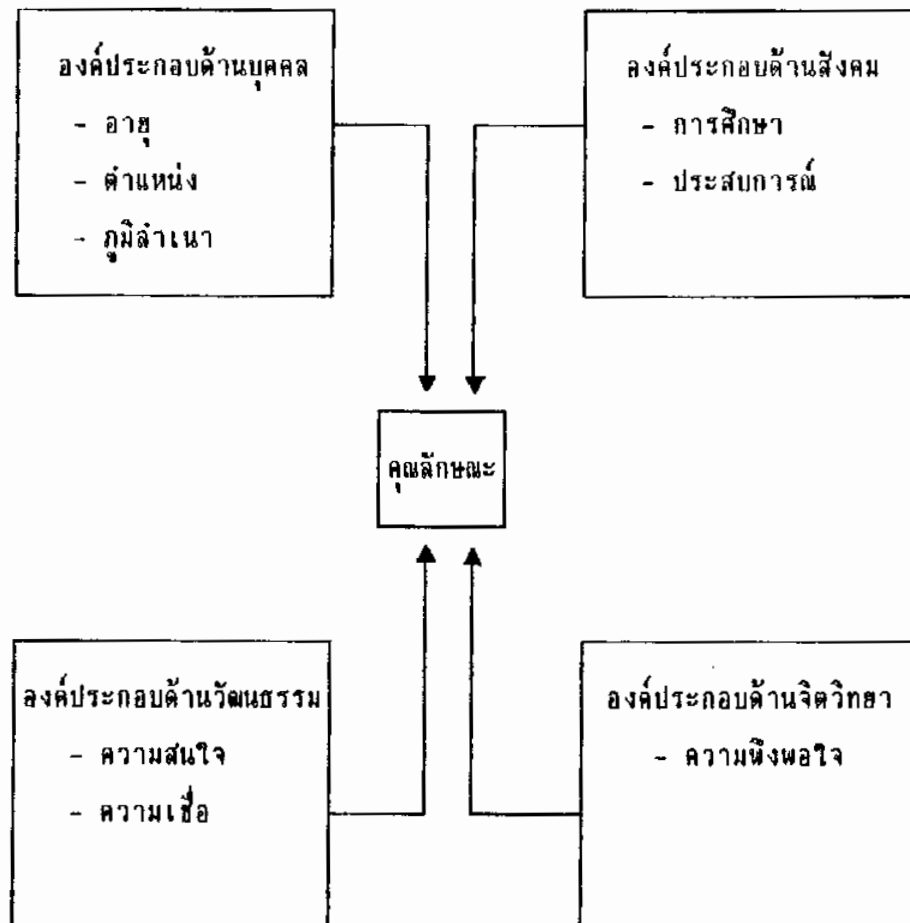 องค์ประกอบด้านบุคคล
- อายุ
- ตำแหน่ง
- ภูมิลำเนา
องค์ประกอบด้านสังคม
- การศึกษา
- ประสบการณ์
คุณลักษณะ
องค์ประกอบด้านวัฒนธรรม
- ความสนใจ
- ความเชื่อ
องค์ประกอบด้านจิตวิทยา
- ความพึงพอใจ